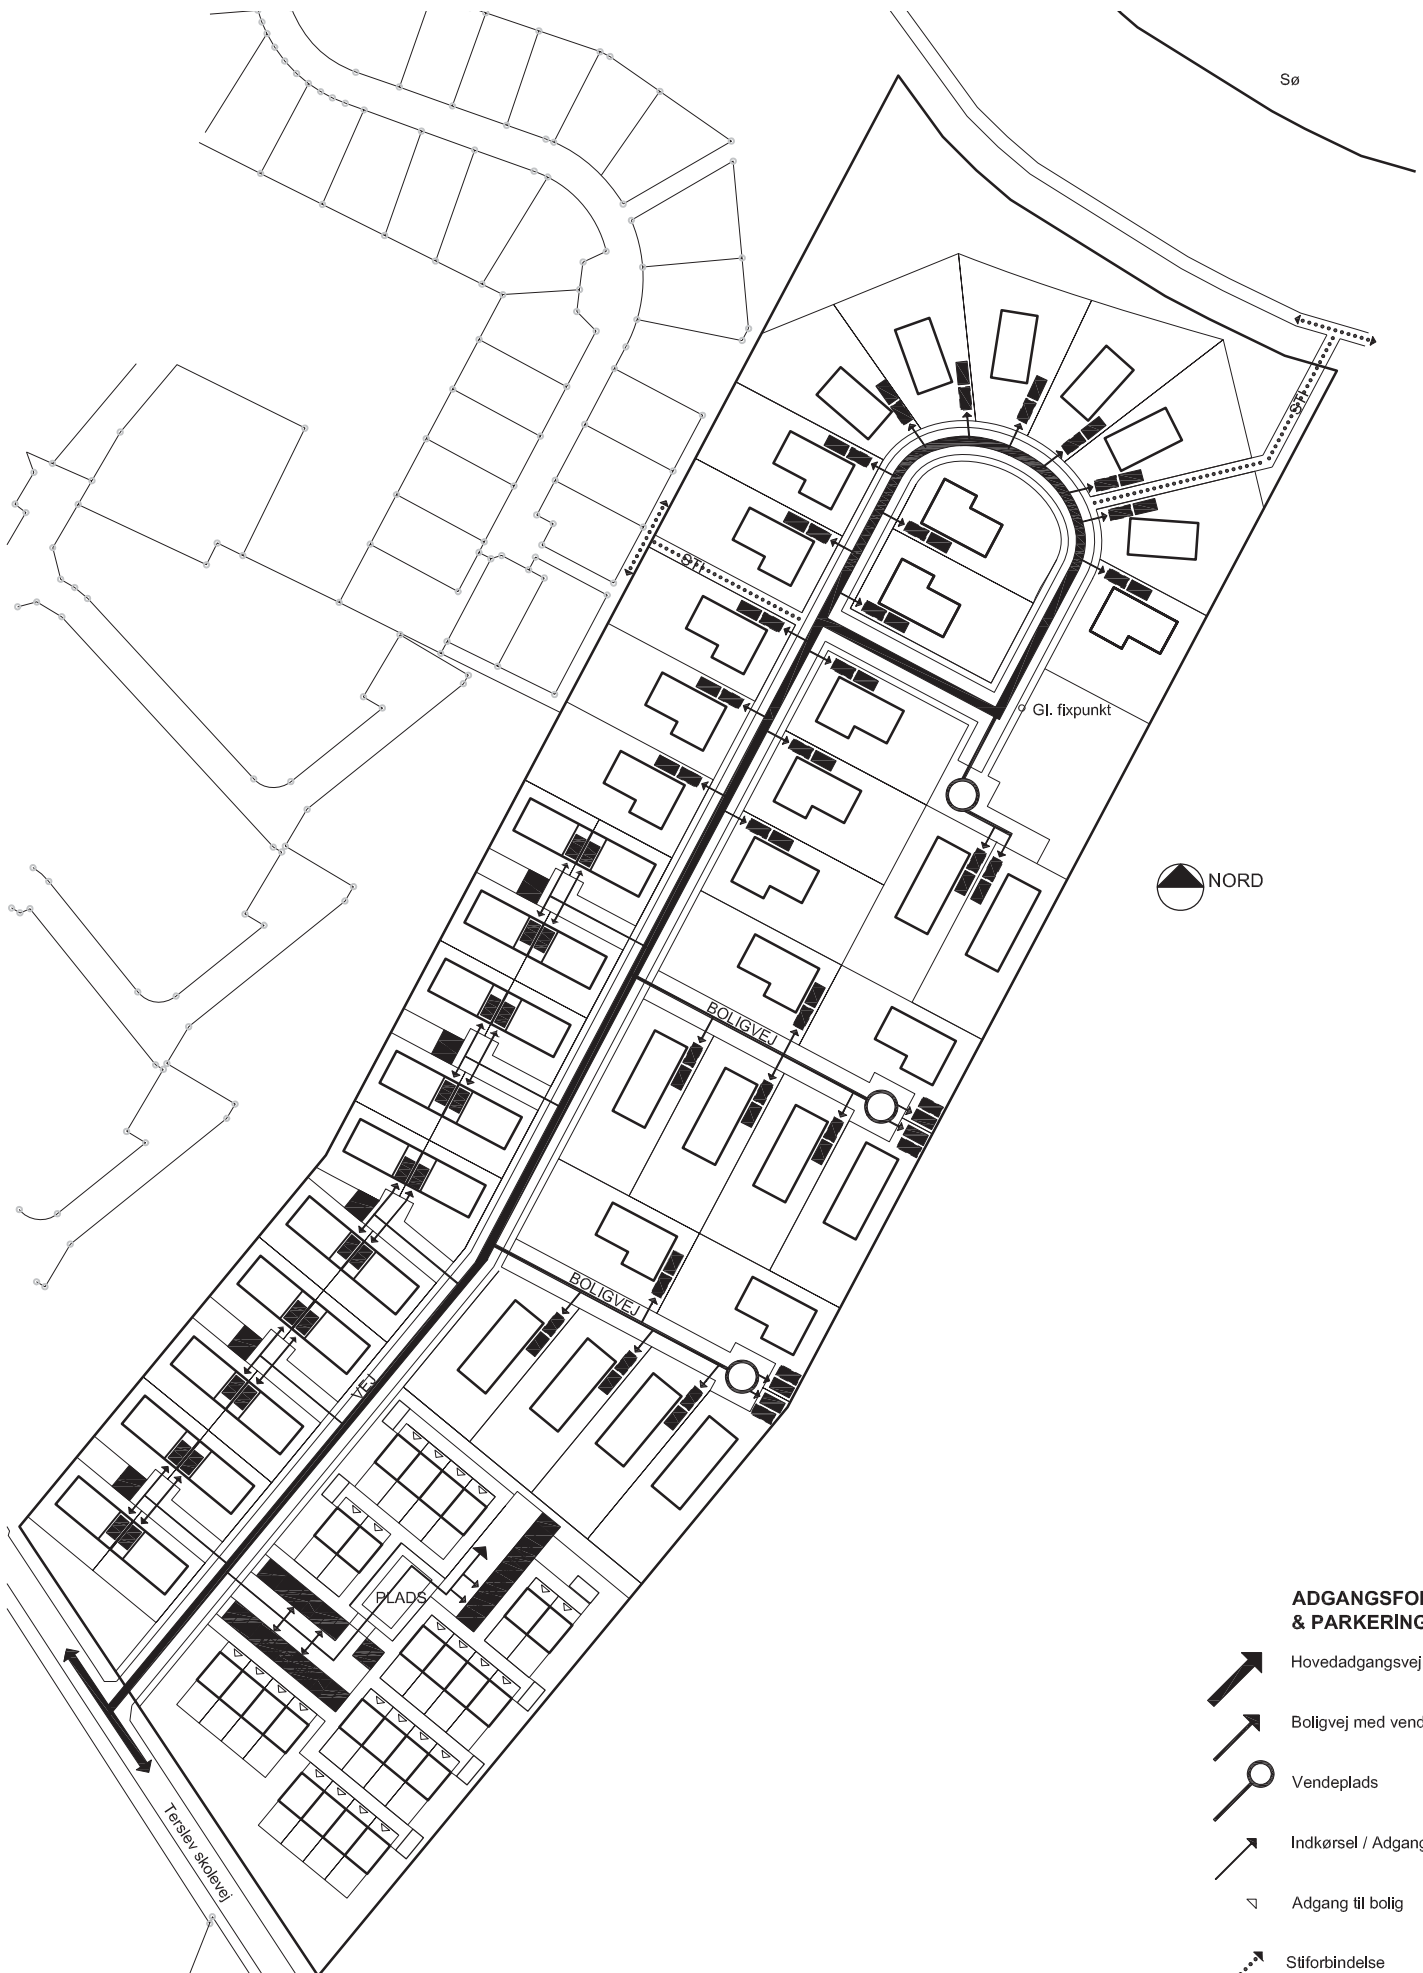 Sø
STI
STI
Gl. fixpunkt
NORD
BOLIGVEJ
BOLIGVEJ
VEJ
PLADS
Terslev skolevej
ADGANGSFO
& PARKERING
Hovedadgangsvej
Boligvej med vend
Vendeplads
Indkørsel / Adgang
Adgang til bolig
Stiforbindelse